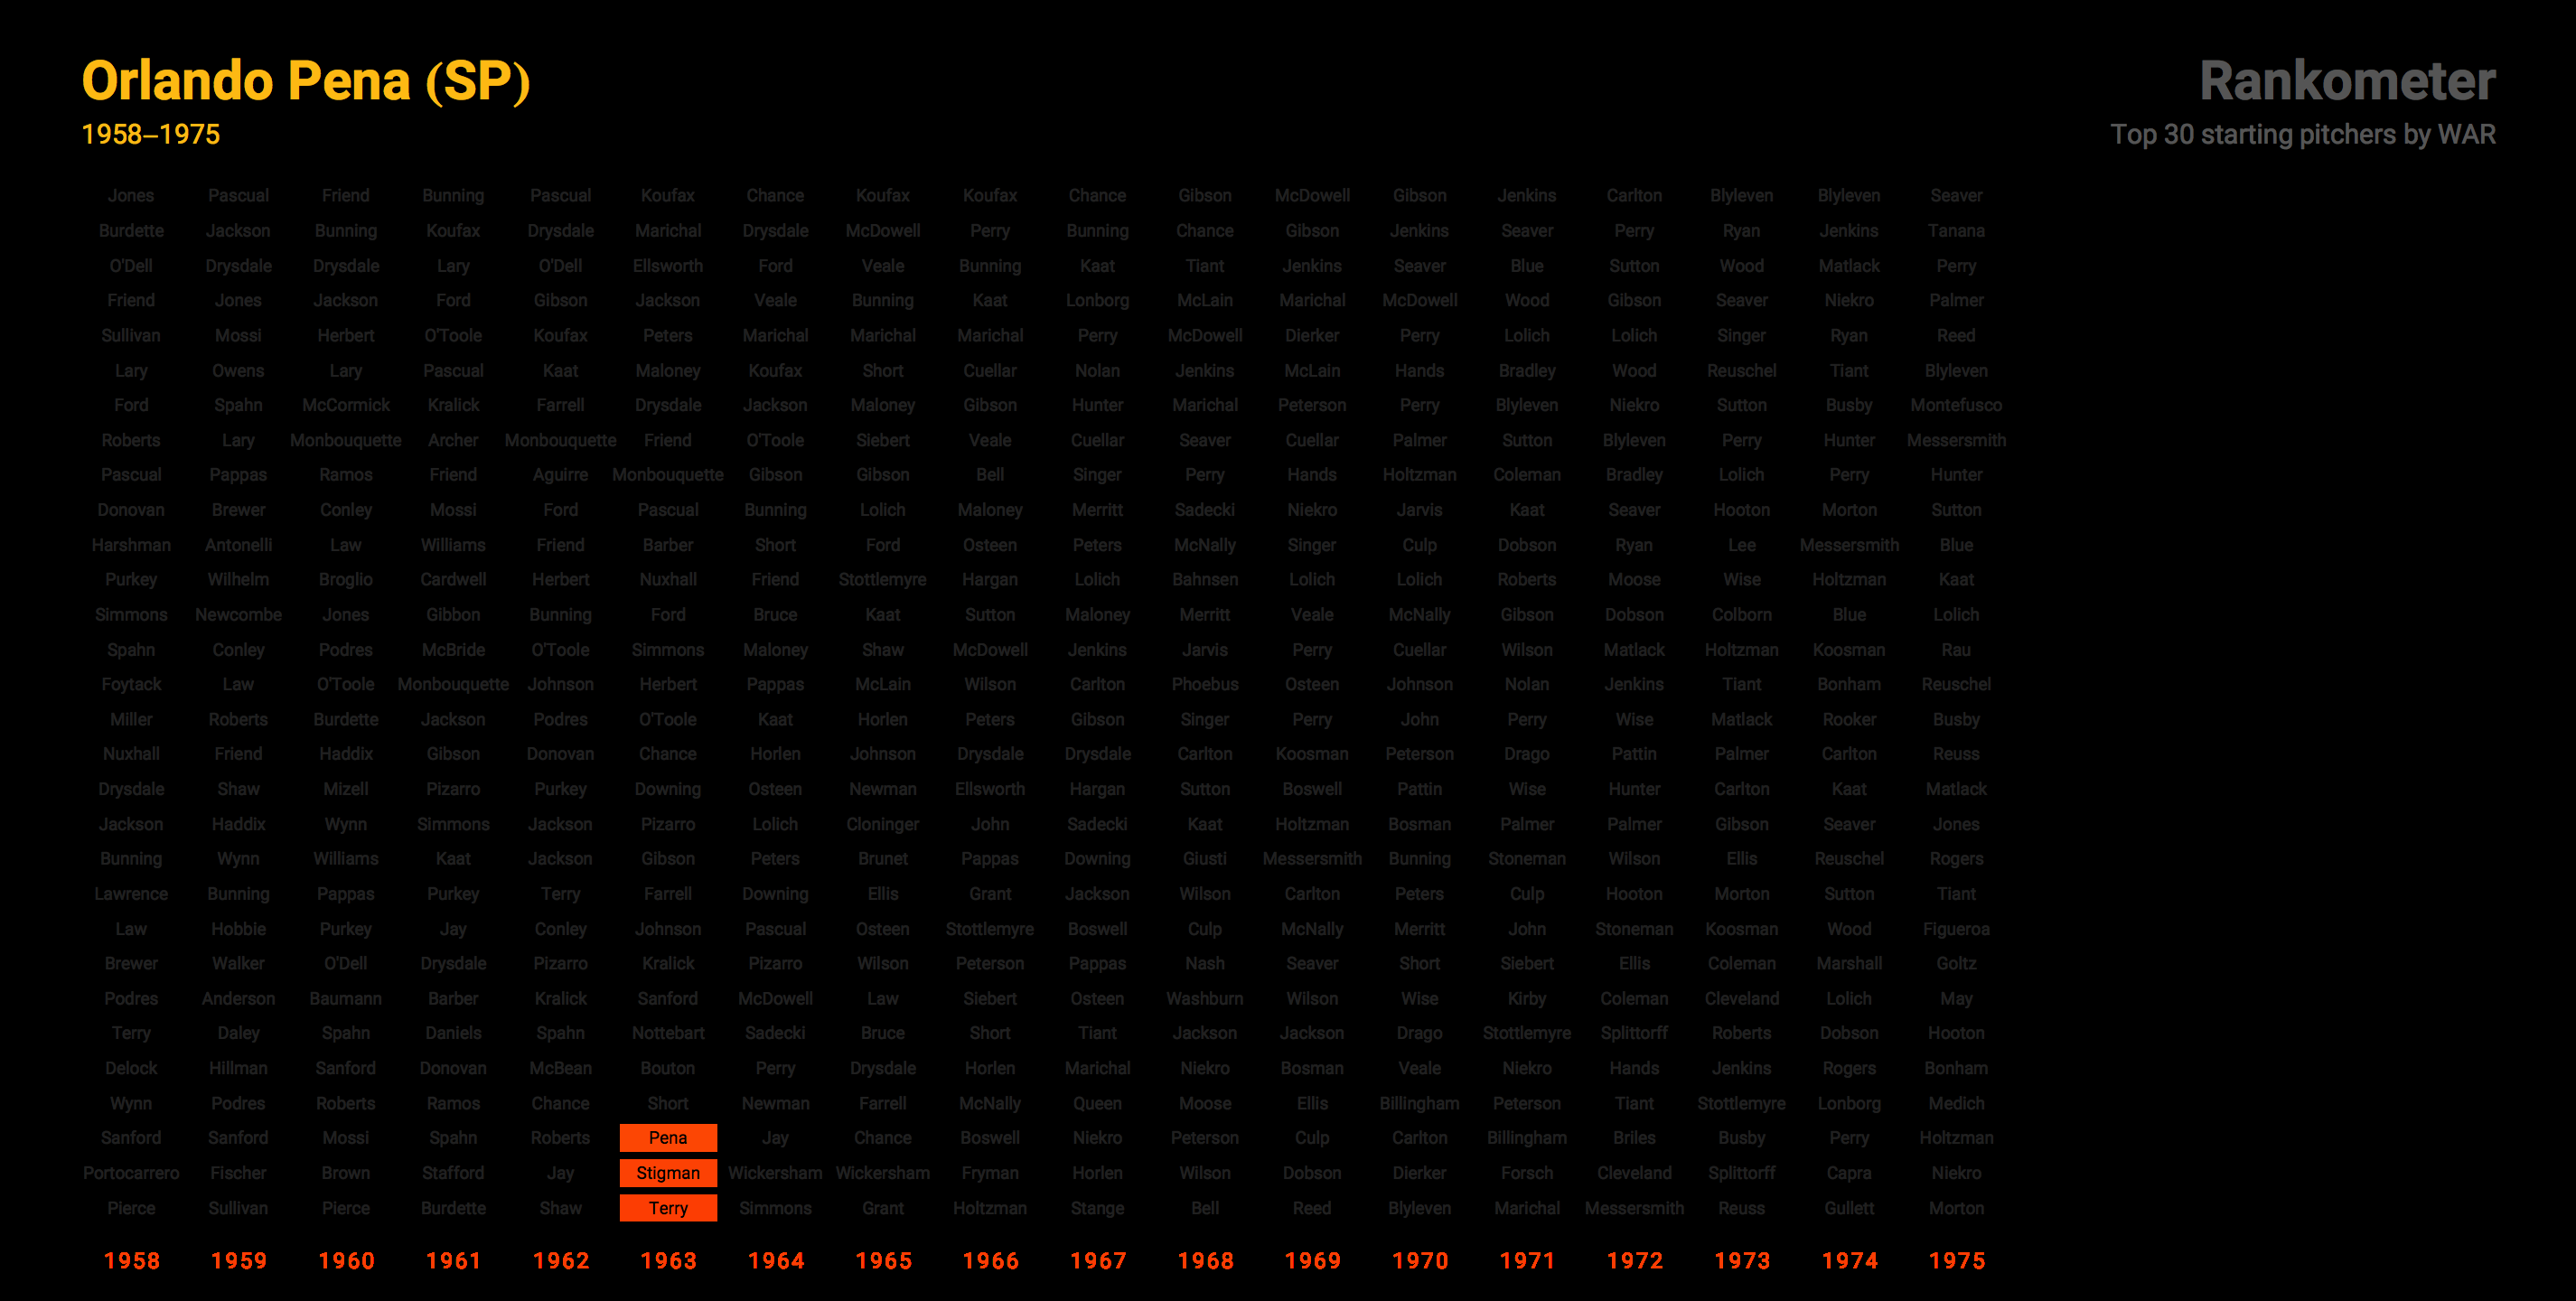 Orlando Pena (SP) Rankometer
1958–1975 Top 30 starting pitchers by WAR
Jones Pascual Friend Bunning Pascual Koufax Chance Koufax Koufax Chance Gibson McDowell Gibson Jenkins Carlton Blyleven Blyleven Seaver
Burdette Jackson Bunning Koufax Drysdale Marichal Drysdale McDowell Perry Bunning Chance Gibson Jenkins Seaver Perry Ryan Jenkins Tanana
O'Dell Drysdale Drysdale Lary O'Dell Ellsworth Ford Veale Bunning Kaat Tiant Jenkins Seaver Blue Sutton Wood Matlack Perry
Friend Jones Jackson Ford Gibson Jackson Veale Bunning Kaat Lonborg McLain Marichal McDowell Wood Gibson Seaver Niekro Palmer
Sullivan Mossi Herbert O'Toole Koufax Peters Marichal Marichal Marichal Perry McDowell Dierker Perry Lolich Lolich Singer Ryan Reed
Lary Owens Lary Pascual Kaat Maloney Koufax Short Cuellar Nolan Jenkins McLain Hands Bradley Wood Reuschel Tiant Blyleven
Ford Spahn McCormick Kralick Farrell Drysdale Jackson Maloney Gibson Hunter Marichal Peterson Perry Blyleven Niekro Sutton Busby Montefusco
Roberts Lary Monbouquette Archer Monbouquette Friend O'Toole Siebert Veale Cuellar Seaver Cuellar Palmer Sutton Blyleven Perry Hunter Messersmith
Pascual Pappas Ramos Friend Aguirre Monbouquette Gibson Gibson Bell Singer Perry Hands Holtzman Coleman Bradley Lolich Perry Hunter
Donovan Brewer Conley Mossi Ford Pascual Bunning Lolich Maloney Merritt Sadecki Niekro Jarvis Kaat Seaver Hooton Morton Sutton
Harshman Antonelli Law Williams Friend Barber Short Ford Osteen Peters McNally Singer Culp Dobson Ryan Lee Messersmith Blue
Purkey Wilhelm Broglio Cardwell Herbert Nuxhall Friend Stottlemyre Hargan Lolich Bahnsen Lolich Lolich Roberts Moose Wise Holtzman Kaat
Simmons Newcombe Jones Gibbon Bunning Ford Bruce Kaat Sutton Maloney Merritt Veale McNally Gibson Dobson Colborn Blue Lolich
Spahn Conley Podres McBride O'Toole Simmons Maloney Shaw McDowell Jenkins Jarvis Perry Cuellar Wilson Matlack Holtzman Koosman Rau
Foytack Law O'Toole Monbouquette Johnson Herbert Pappas McLain Wilson Carlton Phoebus Osteen Johnson Nolan Jenkins Tiant Bonham Reuschel
Miller Roberts Burdette Jackson Podres O'Toole Kaat Horlen Peters Gibson Singer Perry John Perry Wise Matlack Rooker Busby
Nuxhall Friend Haddix Gibson Donovan Chance Horlen Johnson Drysdale Drysdale Carlton Koosman Peterson Drago Pattin Palmer Carlton Reuss
Drysdale Shaw Mizell Pizarro Purkey Downing Osteen Newman Ellsworth Hargan Sutton Boswell Pattin Wise Hunter Carlton Kaat Matlack
Jackson Haddix Wynn Simmons Jackson Pizarro Lolich Cloninger John Sadecki Kaat Holtzman Bosman Palmer Palmer Gibson Seaver Jones
Bunning Wynn Williams Kaat Jackson Gibson Peters Brunet Pappas Downing Giusti Messersmith Bunning Stoneman Wilson Ellis Reuschel Rogers
Lawrence Bunning Pappas Purkey Terry Farrell Downing Ellis Grant Jackson Wilson Carlton Peters Culp Hooton Morton Sutton Tiant
Law Hobbie Purkey Jay Conley Johnson Pascual Osteen Stottlemyre Boswell Culp McNally Merritt John Stoneman Koosman Wood Figueroa
Brewer Walker O'Dell Drysdale Pizarro Kralick Pizarro Wilson Peterson Pappas Nash Seaver Short Siebert Ellis Coleman Marshall Goltz
Podres Anderson Baumann Barber Kralick Sanford McDowell Law Siebert Osteen Washburn Wilson Wise Kirby Coleman Cleveland Lolich May
Terry Daley Spahn Daniels Spahn Nottebart Sadecki Bruce Short Tiant Jackson Jackson Drago Stottlemyre Splittorff Roberts Dobson Hooton
Delock Hillman Sanford Donovan McBean Bouton Perry Drysdale Horlen Marichal Niekro Bosman Veale Niekro Hands Jenkins Rogers Bonham
Wynn Podres Roberts Ramos Chance Short Newman Farrell McNally Queen Moose Ellis Billingham Peterson Tiant Stottlemyre Lonborg Medich
Sanford Sanford Mossi Spahn Roberts Pena Jay Chance Boswell Niekro Peterson Culp Carlton Billingham Briles Busby Perry Holtzman
Portocarrero Fischer Brown Stafford Jay Stigman Wickersham Wickersham Fryman Horlen Wilson Dobson Dierker Forsch Cleveland Splittorff Capra Niekro
Pierce Sullivan Pierce Burdette Shaw Terry Simmons Grant Holtzman Stange Bell Reed Blyleven Marichal Messersmith Reuss Gullett Morton
1958 1959 1960 1961 1962 1963 1964 1965 1966 1967 1968 1969 1970 1971 1972 1973 1974 1975